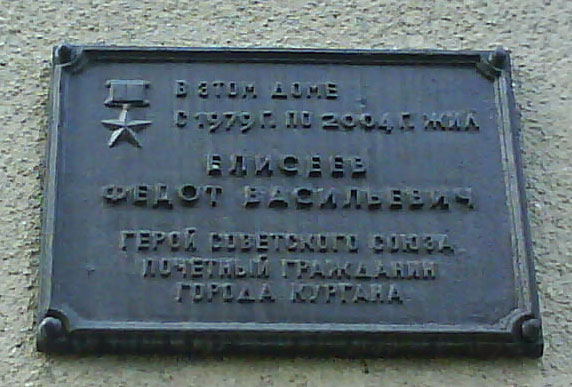 В ЭТОМ ДОМЕ
С 1979 Г. ПО 2004 Г. ЖИЛ
ЕЛИСЕЕВ
ФЕДОТ ВАСИЛЬЕВИЧ
ГЕРОЙ СОВЕТСКОГО СОЮЗА
ПОЧЕТНЫЙ ГРАЖДАНИН
ГОРОДА КУРГАНА